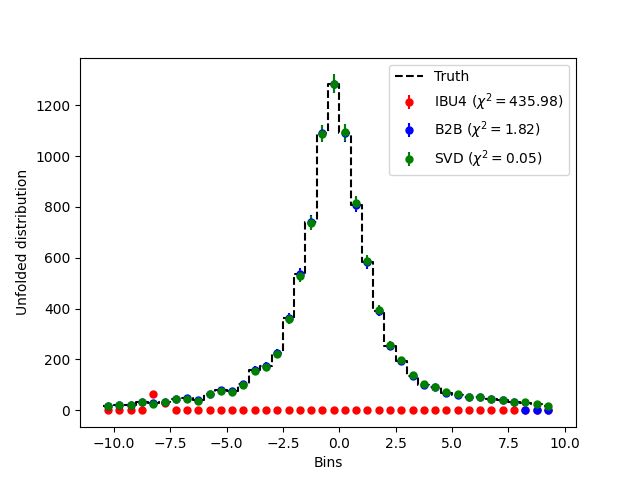 Truth
IBU4 (χ² = 435.98)
B2B (χ² = 1.82)
SVD (χ² = 0.05)
Unfolded distribution
1200
1000
800
600
400
200
0
−10.0 −7.5 −5.0 −2.5 0.0 2.5 5.0 7.5 10.0
Bins